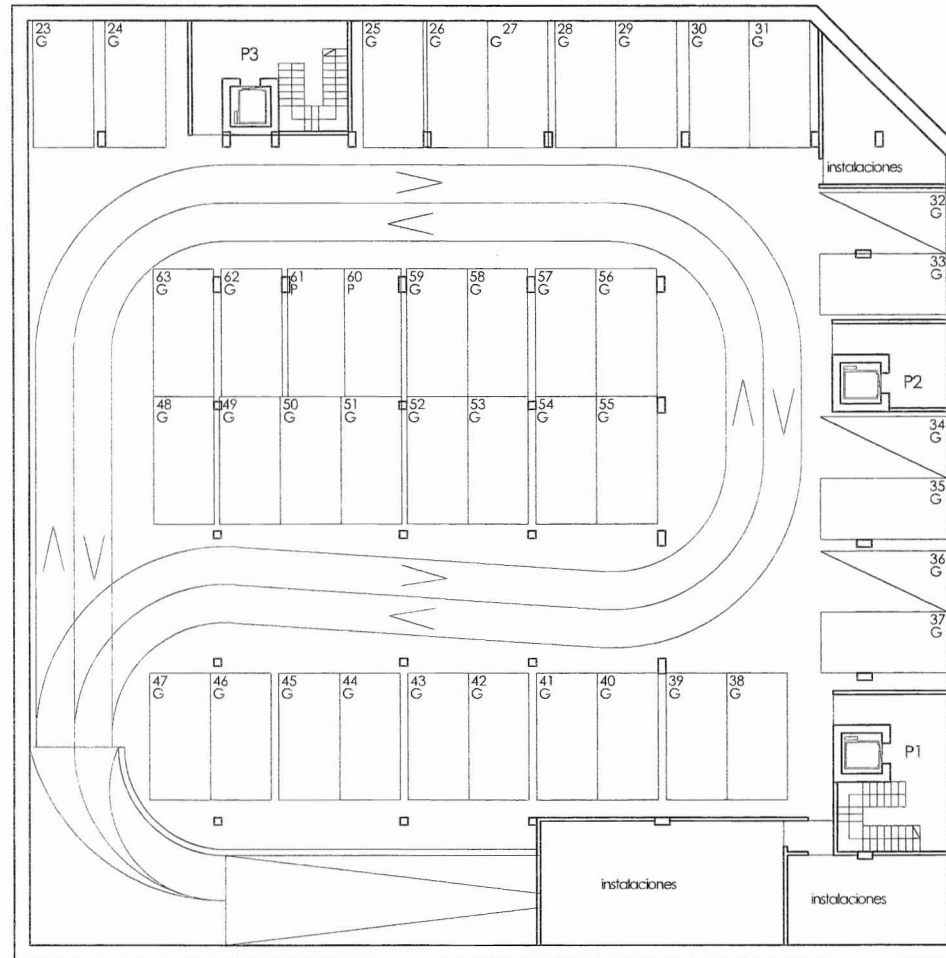 23 24 25 26 27 28 29 30 31
G G G G G G G G G
P3
instalaciones
32
G
33
G
63 62 61 60 59 58 57 56
G G P P G G G G
P2
48 49 50 51 52 53 54 55
G G G G G G G G
34
G
35
G
36
G
37
G
47 46 45 44 43 42 41 40 39 38
G G G G G G G G G G
P1
instalaciones
instalaciones